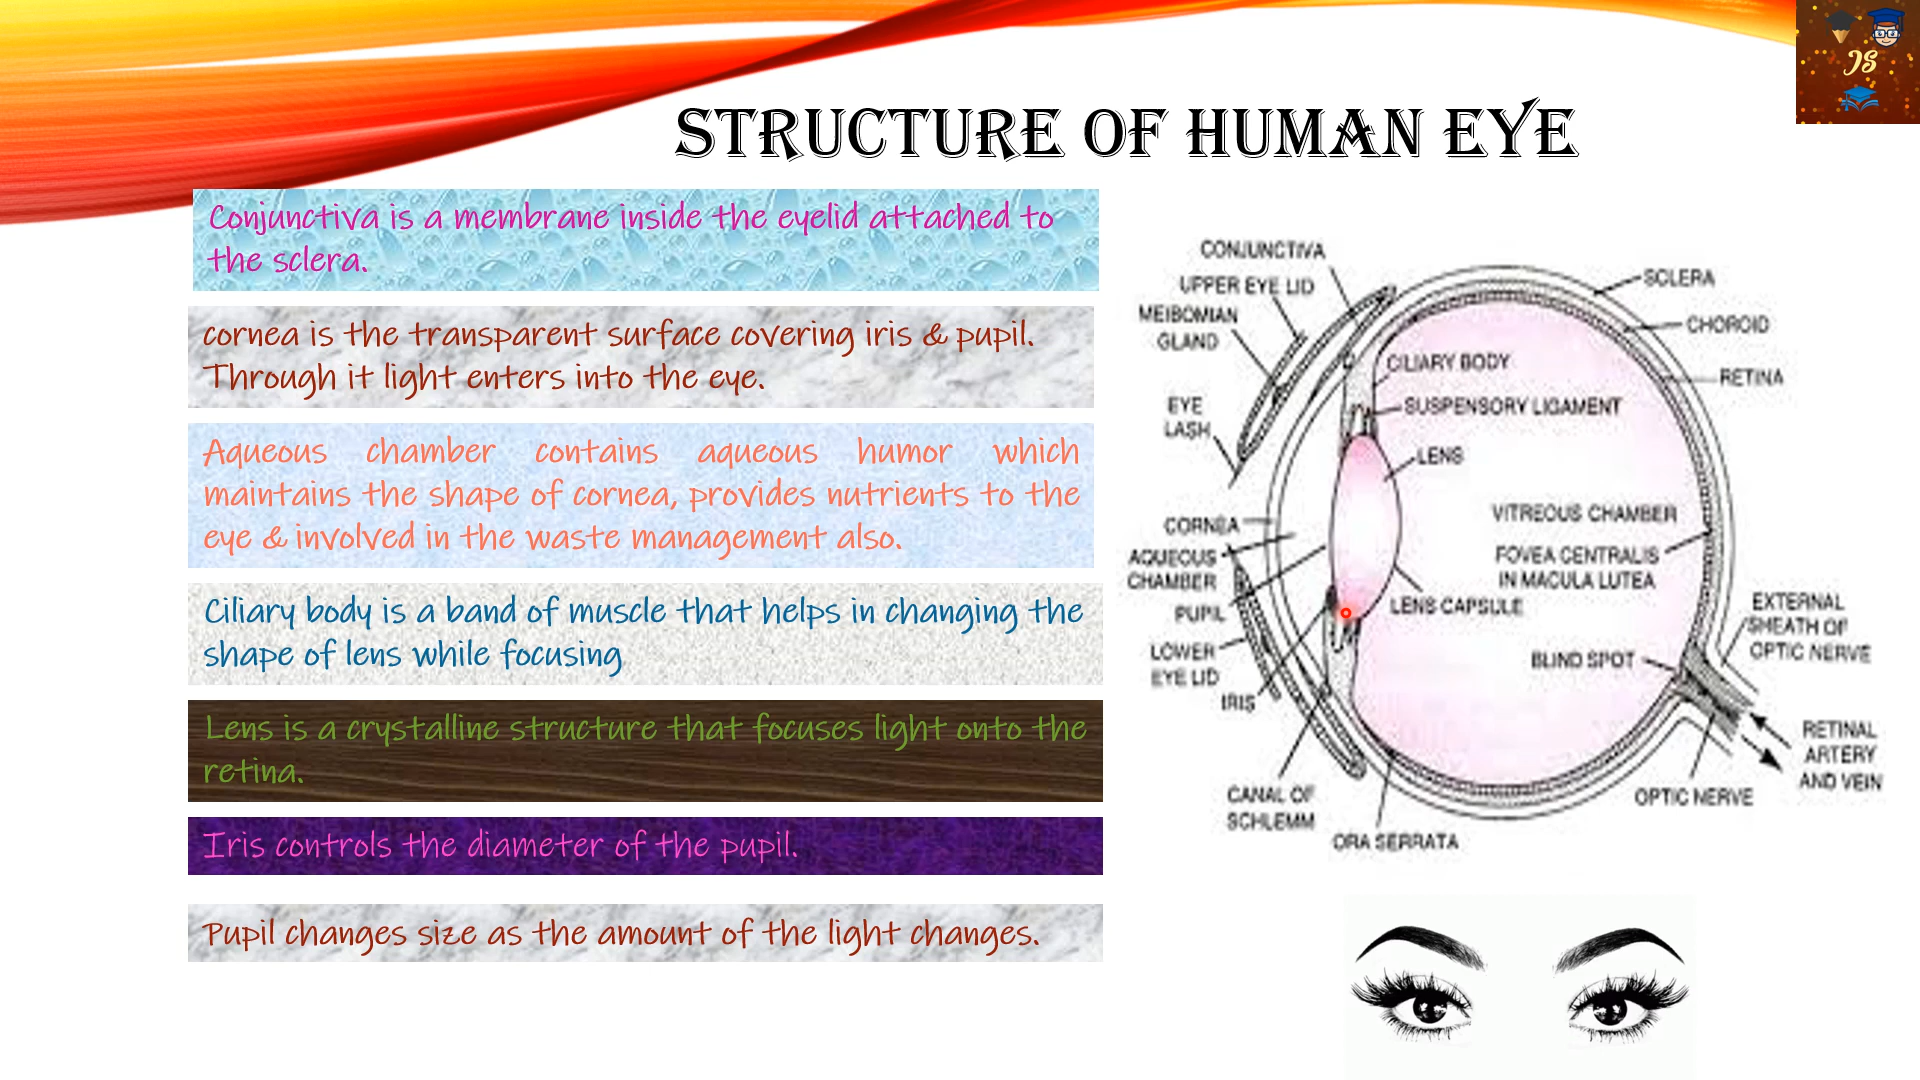 JS
STRUCTURE OF HUMAN EYE
Conjunctiva is a membrane inside the eyelid attached to
the sclera.
cornea is the transparent surface covering iris & pupil.
Through it light enters into the eye.
Aqueous chamber contains aqueous humor which
maintains the shape of cornea, provides nutrients to the
eye & involved in the waste management also.
Ciliary body is a band of muscle that helps in changing the
shape of lens while focusing
Lens is a crystalline structure that focuses light onto the
retina.
Iris controls the diameter of the pupil.
Pupil changes size as the amount of the light changes.
CONJUNCTIVA
UPPER EYE LID
MEIBOMIAN
GLAND
EYE
LASH
CORNEA
AQUEOUS
CHAMBER
PUPIL
LOWER
EYE LID
IRIS
CANAL OF
SCHLEMM
ORA SERRATA
CILIARY BODY
SUSPENSORY LIGAMENT
LENS
VITREOUS CHAMBER
FOVEA CENTRALIS
IN MACULA LUTEA
LENS CAPSULE
BLIND SPOT
OPTIC NERVE
SCLERA
CHOROID
RETINA
EXTERNAL
SHEATH OF
OPTIC NERVE
RETINAL
ARTERY
AND VEIN